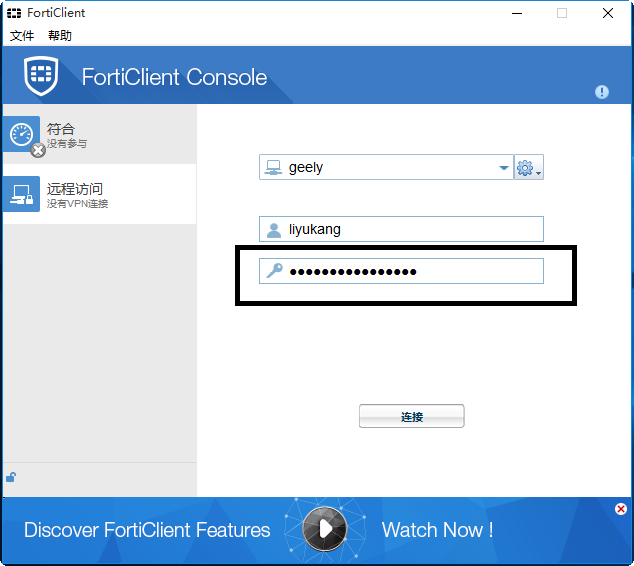 FortiClient
文件 帮助
FortiClient Console
符合
没有参与
远程访问
没有VPN连接
geely
liyukang
●●●●●●●●●●●●●●●●
连接
Discover FortiClient Features Watch Now !